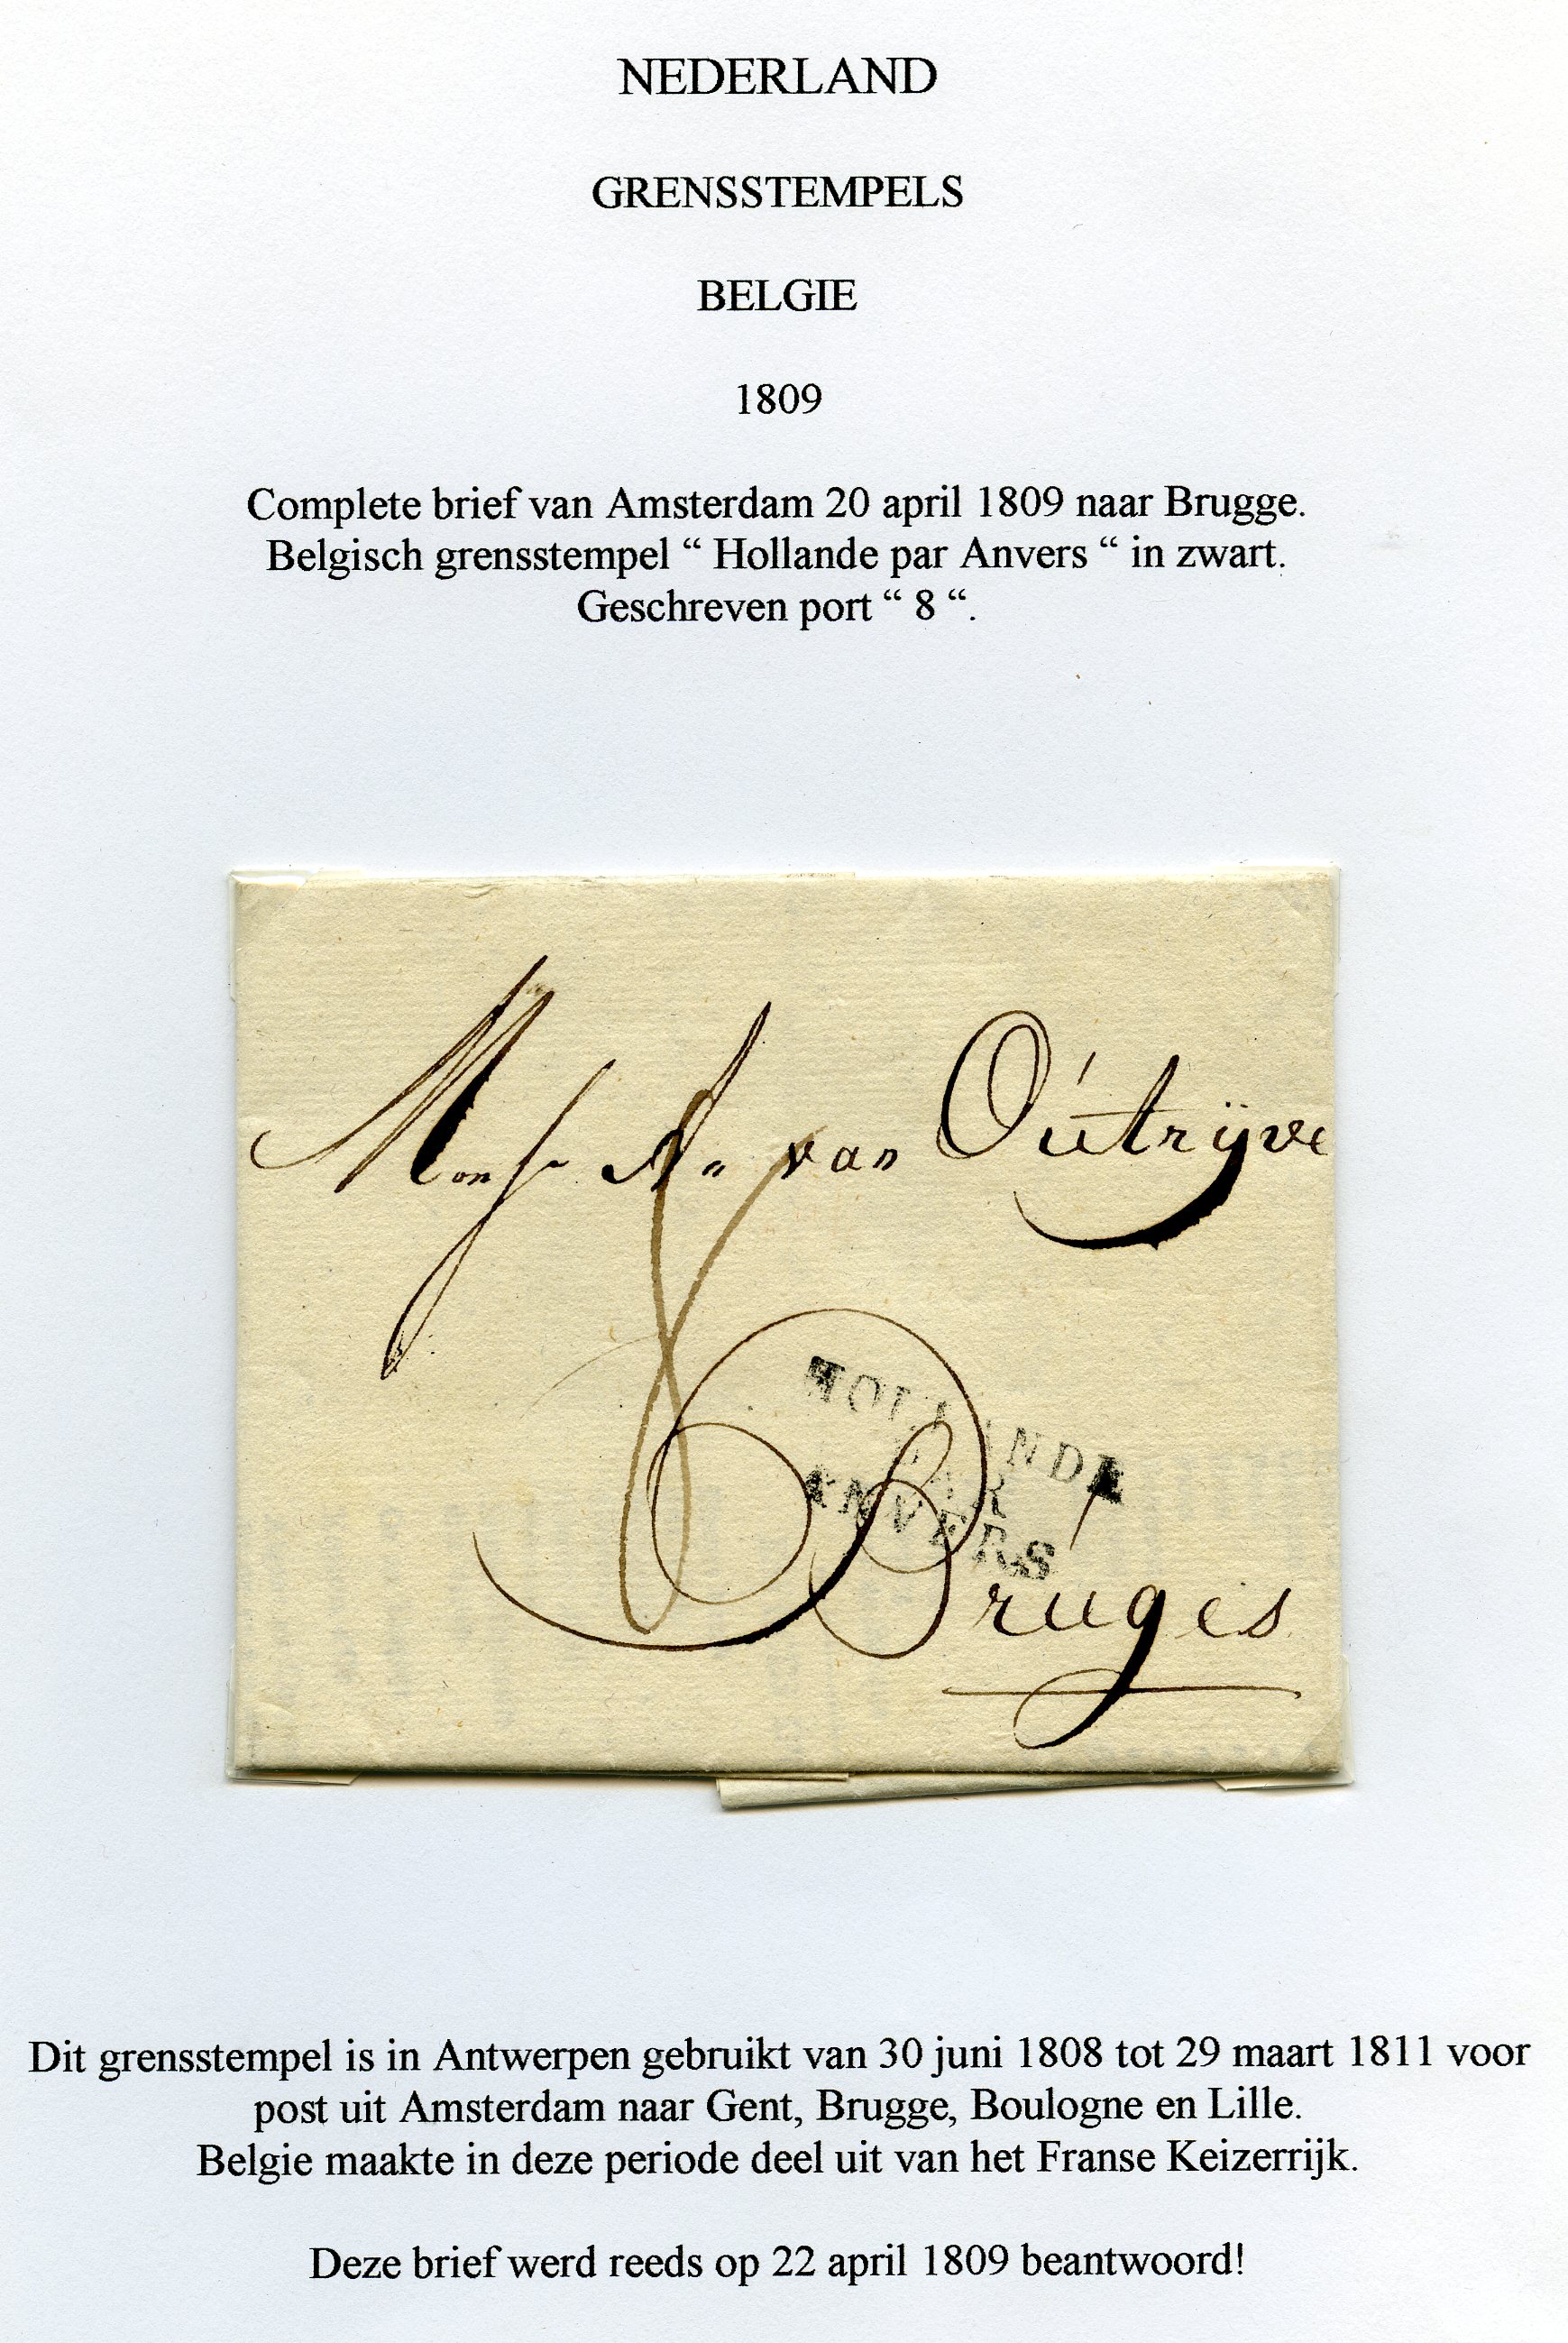 NEDERLAND
GRENSSTEMPELS
BELGIE
1809
Complete brief van Amsterdam 20 april 1809 naar Brugge.
Belgisch grensstempel “ Hollande par Anvers “ in zwart.
Geschreven port “ 8 “.
Monsr A. van Oútrÿve
8
HOLLANDE
PAR
ANVERS
Bruges
Dit grensstempel is in Antwerpen gebruikt van 30 juni 1808 tot 29 maart 1811 voor
post uit Amsterdam naar Gent, Brugge, Boulogne en Lille.
Belgie maakte in deze periode deel uit van het Franse Keizerrijk.
Deze brief werd reeds op 22 april 1809 beantwoord!